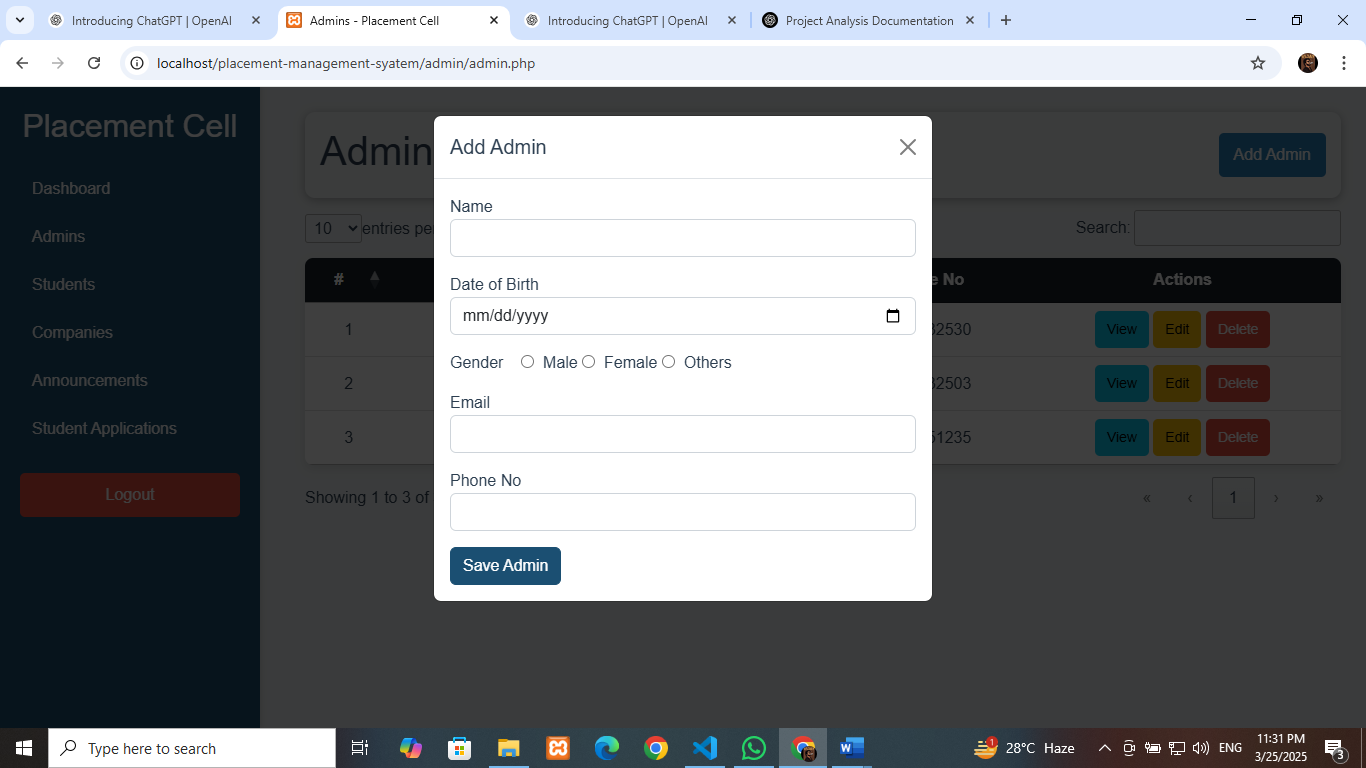 Introducing ChatGPT | OpenAI
Admins - Placement Cell
Introducing ChatGPT | OpenAI
Project Analysis Documentation
localhost/placement-management-syatem/admin/admin.php
Placement Cell
Dashboard
Admins
Students
Companies
Announcements
Student Applications
Logout
Admin
Add Admin
10 entries pe
Search:
# e No Actions
1 32530 View Edit Delete
2 32503 View Edit Delete
3 51235 View Edit Delete
Showing 1 to 3 of
« ‹ 1 › »
Add Admin
Name
Date of Birth
mm/dd/yyyy
Gender Male Female Others
Email
Phone No
Save Admin
Type here to search
1
28°C Haze
ENG
11:31 PM
3/25/2025
3